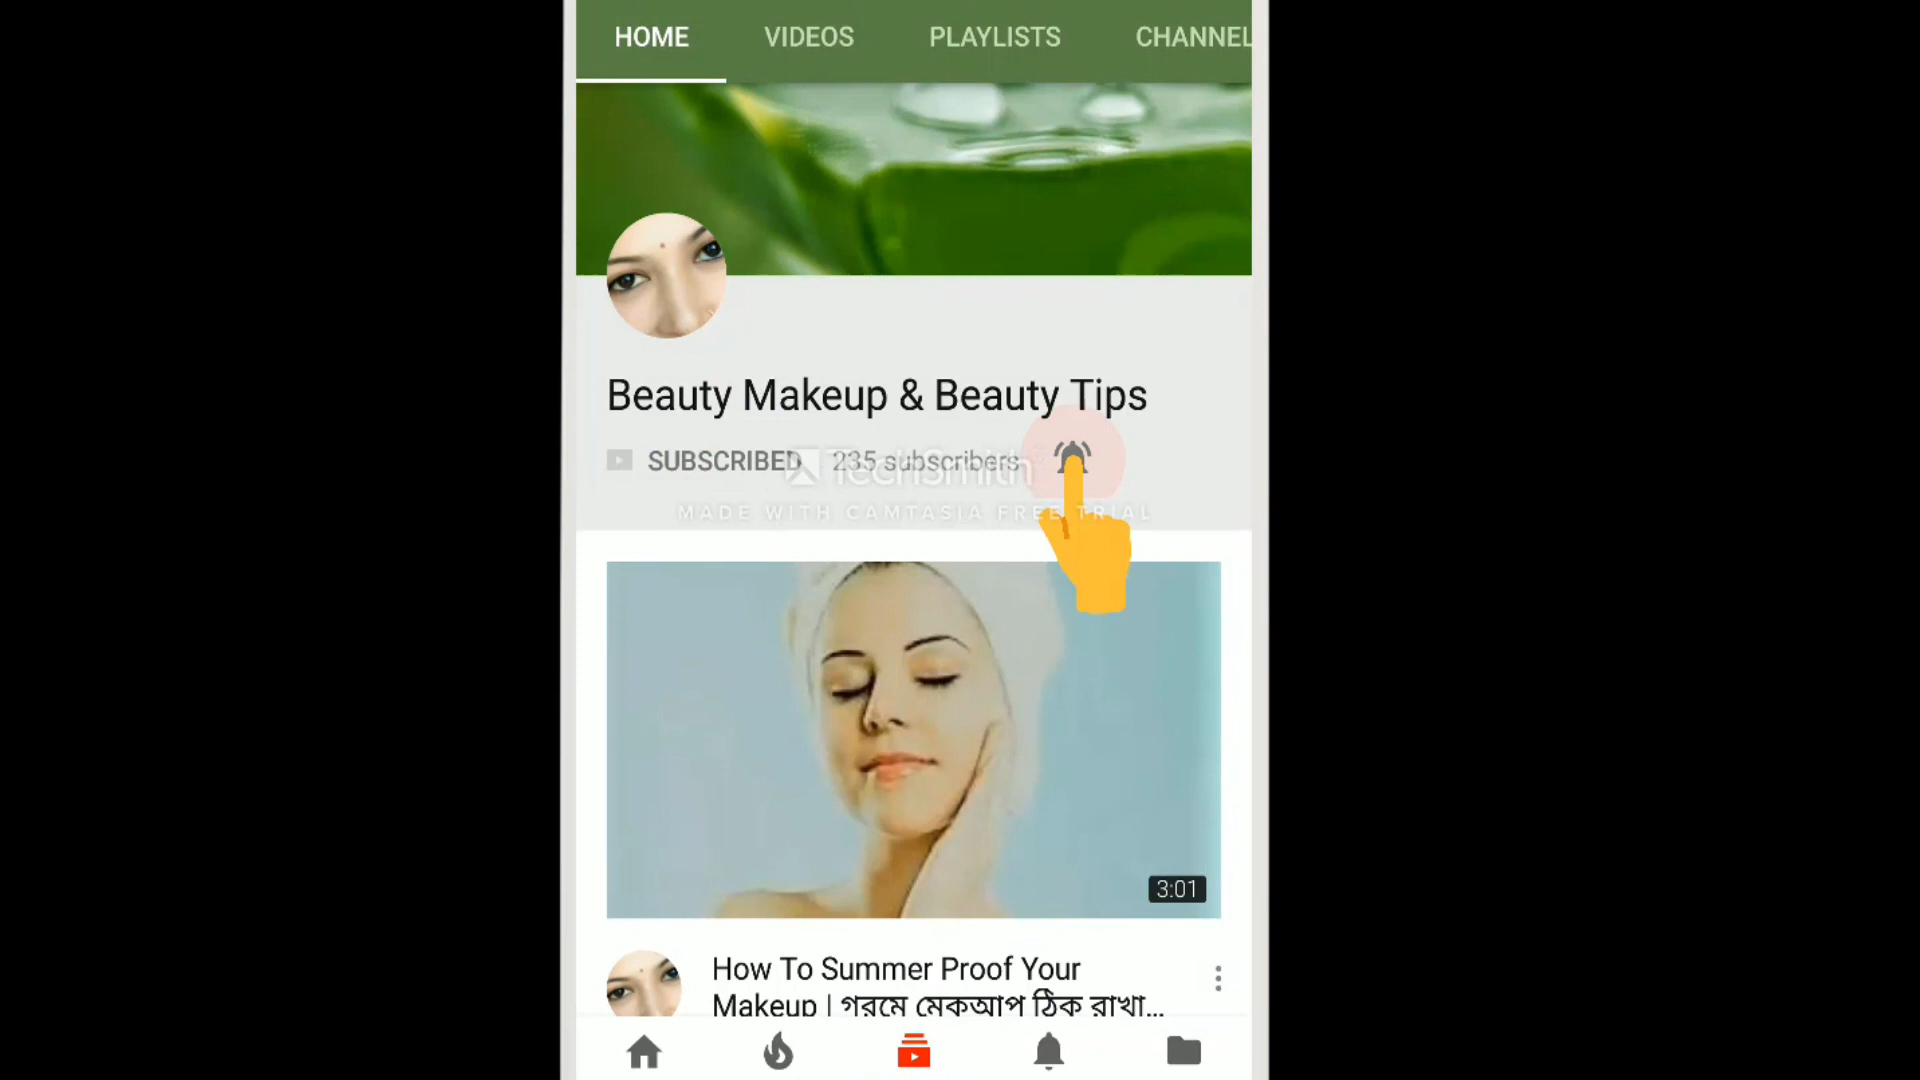 HOME VIDEOS PLAYLISTS CHANNEL
Beauty Makeup & Beauty Tips
SUBSCRIBED 235 subscribers
TechSmith
MADE WITH CAMTASIA FREE TRIAL
3:01
How To Summer Proof Your
Makeup | গরমে মেকআপ ঠিক রাখা...